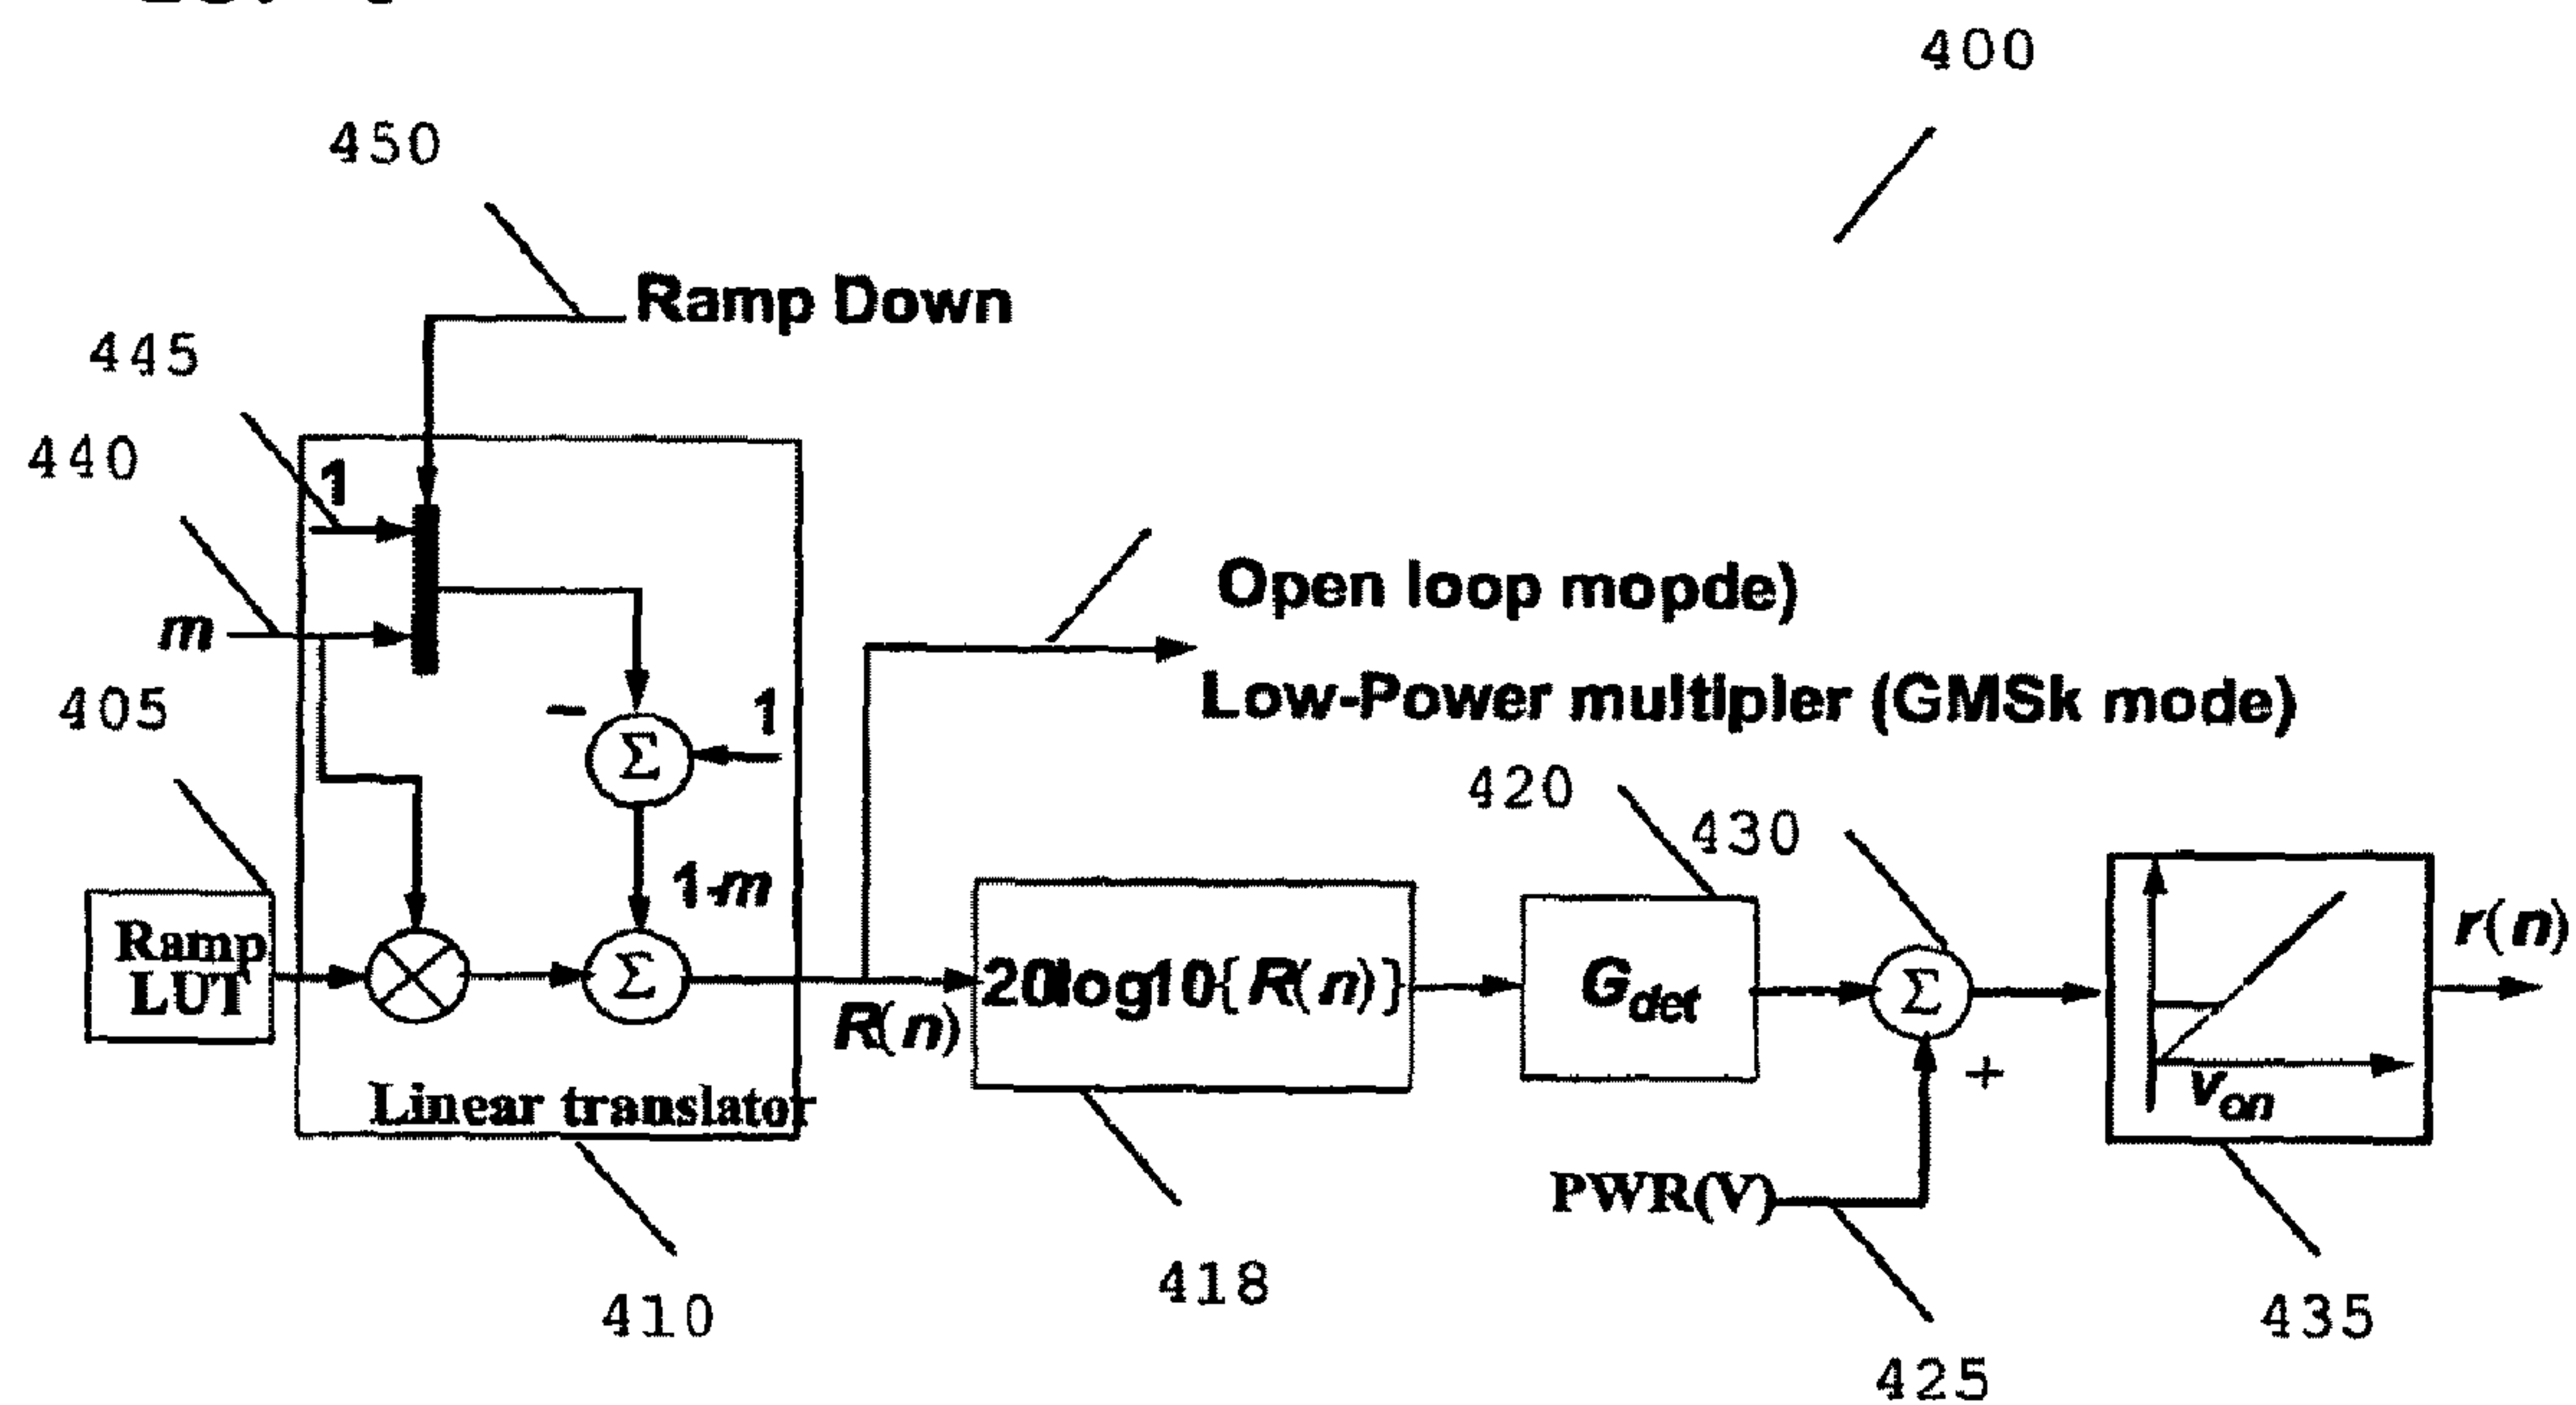 400
450
Ramp Down
445
440
1
m
405
Open loop mopde)
Low-Power multipler (GMSk mode)
−
1
Σ
420
430
1-m
Ramp
LUT
Σ
R(n)
20log10{R(n)}
G_det
Σ
+
r(n)
v_on
Linear translator
PWR(V)
410
418
425
435